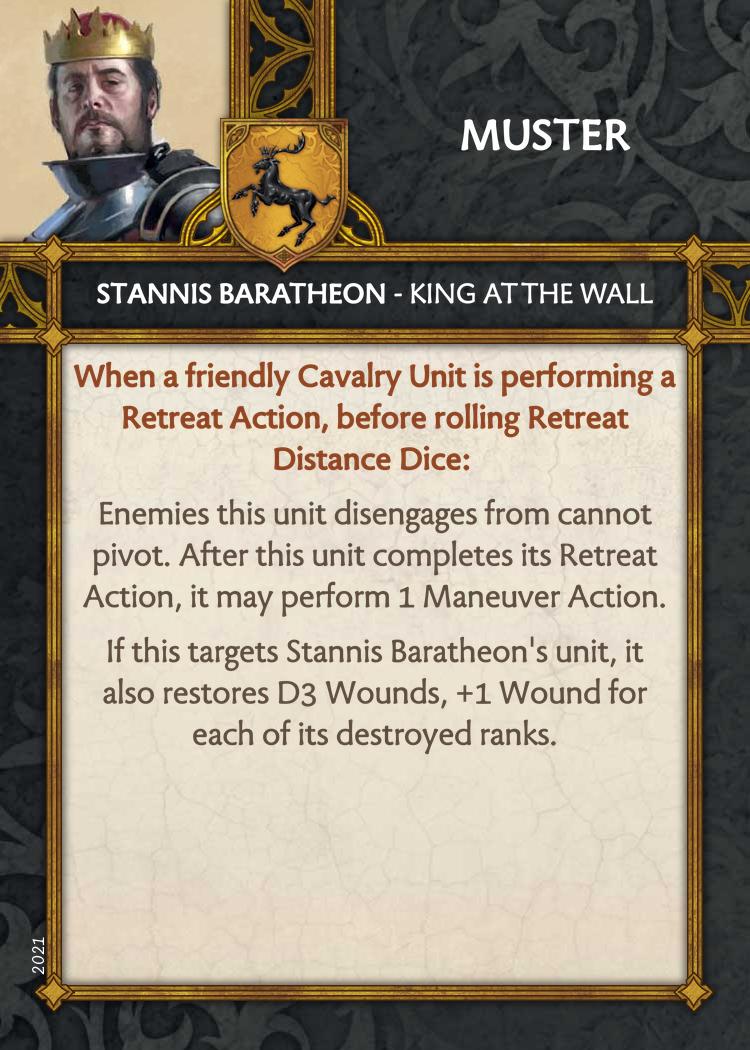 MUSTER
STANNIS BARATHEON - KING AT THE WALL
When a friendly Cavalry Unit is performing a
Retreat Action, before rolling Retreat
Distance Dice:
Enemies this unit disengages from cannot
pivot. After this unit completes its Retreat
Action, it may perform 1 Maneuver Action.
If this targets Stannis Baratheon's unit, it
also restores D3 Wounds, +1 Wound for
each of its destroyed ranks.
2021